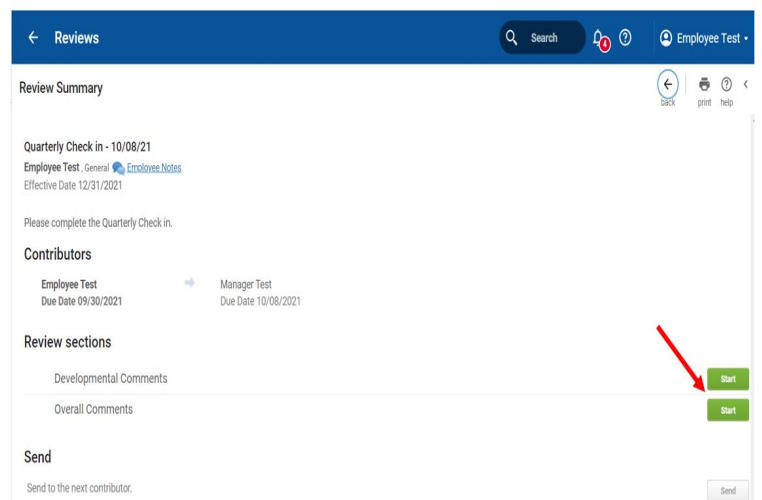 Reviews
Search
4
Employee Test
Review Summary
back print help
Quarterly Check in - 10/08/21
Employee Test , General Employee Notes
Effective Date 12/31/2021
Please complete the Quarterly Check in.
Contributors
Employee Test Manager Test
Due Date 09/30/2021 Due Date 10/08/2021
Review sections
Developmental Comments Start
Overall Comments Start
Send
Send to the next contributor. Send